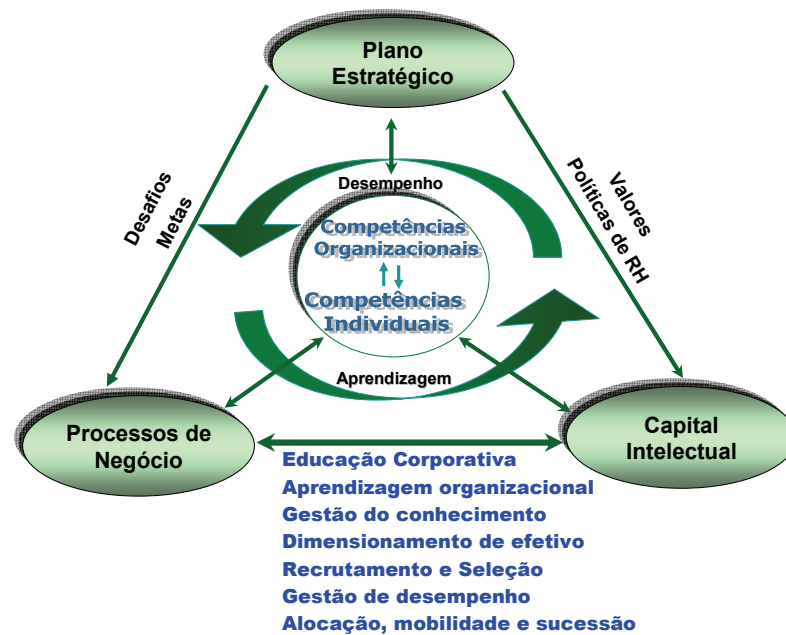 Plano
Estratégico
Desafios
Metas
Valores
Políticas de RH
Desempenho
Competências
Organizacionais
Competências
Individuais
Aprendizagem
Processos de
Negócio
Capital
Intelectual
Educação Corporativa
Aprendizagem organizacional
Gestão do conhecimento
Dimensionamento de efetivo
Recrutamento e Seleção
Gestão de desempenho
Alocação, mobilidade e sucessão